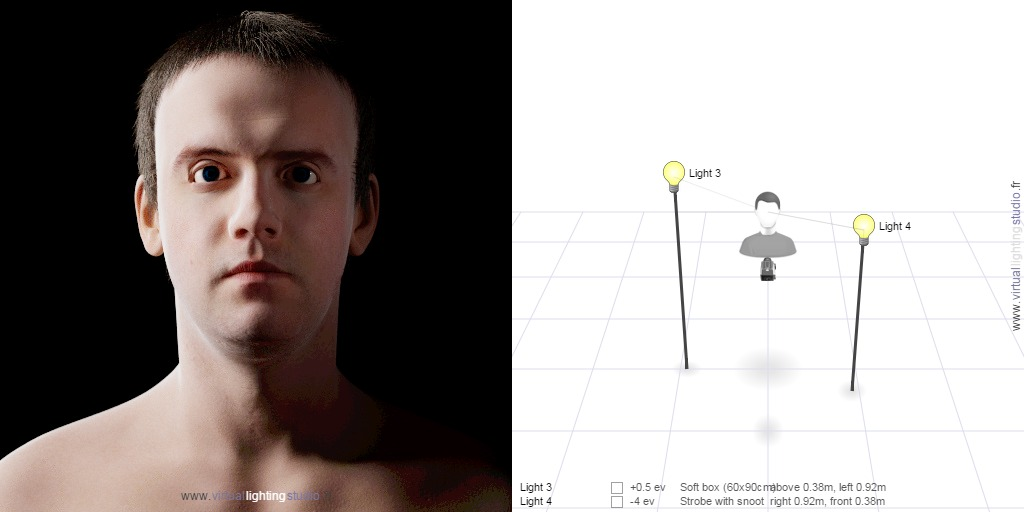 Light 3
Light 4
www.virtuallightingstudio.fr
www.virtuallightingstudio
Light 3 +0.5 ev Soft box (60x90cm) above 0.38m, left 0.92m
Light 4 -4 ev Strobe with snoot right 0.92m, front 0.38m